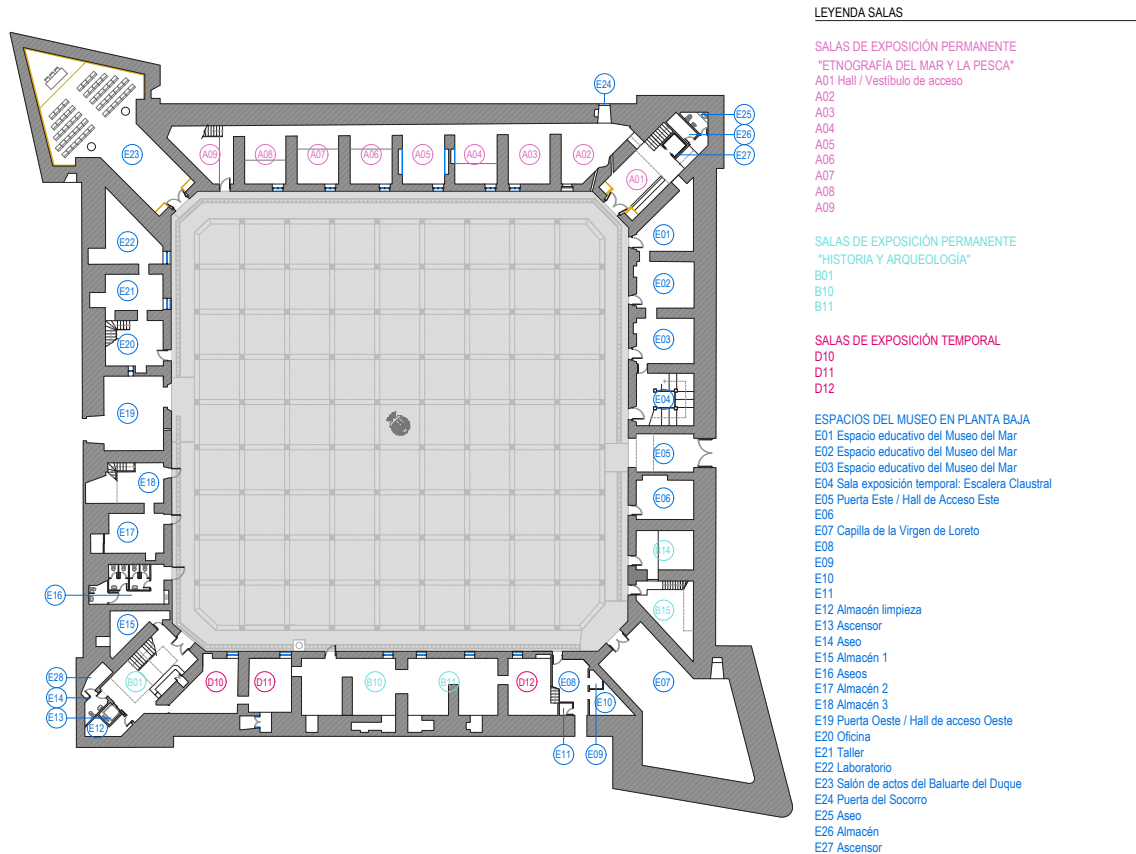 LEYENDA SALAS
SALAS DE EXPOSICIÓN PERMANENTE
"ETNOGRAFÍA DEL MAR Y LA PESCA"
A01 Hall / Vestíbulo de acceso
A02
A03
A04
A05
A06
A07
A08
A09
SALAS DE EXPOSICIÓN PERMANENTE
"HISTORIA Y ARQUEOLOGÍA"
B01
B10
B11
SALAS DE EXPOSICIÓN TEMPORAL
D10
D11
D12
ESPACIOS DEL MUSEO EN PLANTA BAJA
E01 Espacio educativo del Museo del Mar
E02 Espacio educativo del Museo del Mar
E03 Espacio educativo del Museo del Mar
E04 Sala exposición temporal: Escalera Claustral
E05 Puerta Este / Hall de Acceso Este
E06
E07 Capilla de la Virgen de Loreto
E08
E09
E10
E11
E12 Almacén limpieza
E13 Ascensor
E14 Aseo
E15 Almacén 1
E16 Aseos
E17 Almacén 2
E18 Almacén 3
E19 Puerta Oeste / Hall de acceso Oeste
E20 Oficina
E21 Taller
E22 Laboratorio
E23 Salón de actos del Baluarte del Duque
E24 Puerta del Socorro
E25 Aseo
E26 Almacén
E27 Ascensor
E24
E25
E26
E27
E23
A09
A08
A07
A06
A05
A04
A03
A02
A01
E22
E01
E21
E02
E20
E03
E19
E04
E05
E18
E06
E17
B14
E16
B15
E15
E28
B01
D10
D11
B10
B11
D12
E08
E07
E14
E10
E13
E12
E11
E09